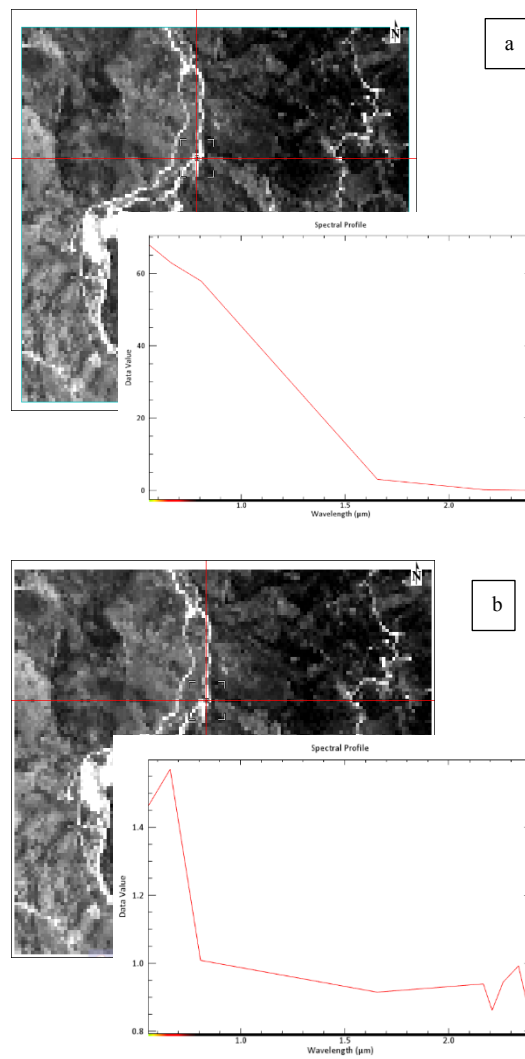 N
a
Spectral Profile
60
40
20
0
Data Value
1.0
1.5
2.0
Wavelength (µm)
N
b
Spectral Profile
1.4
1.2
1.0
0.8
Data Value
1.0
1.5
2.0
Wavelength (µm)